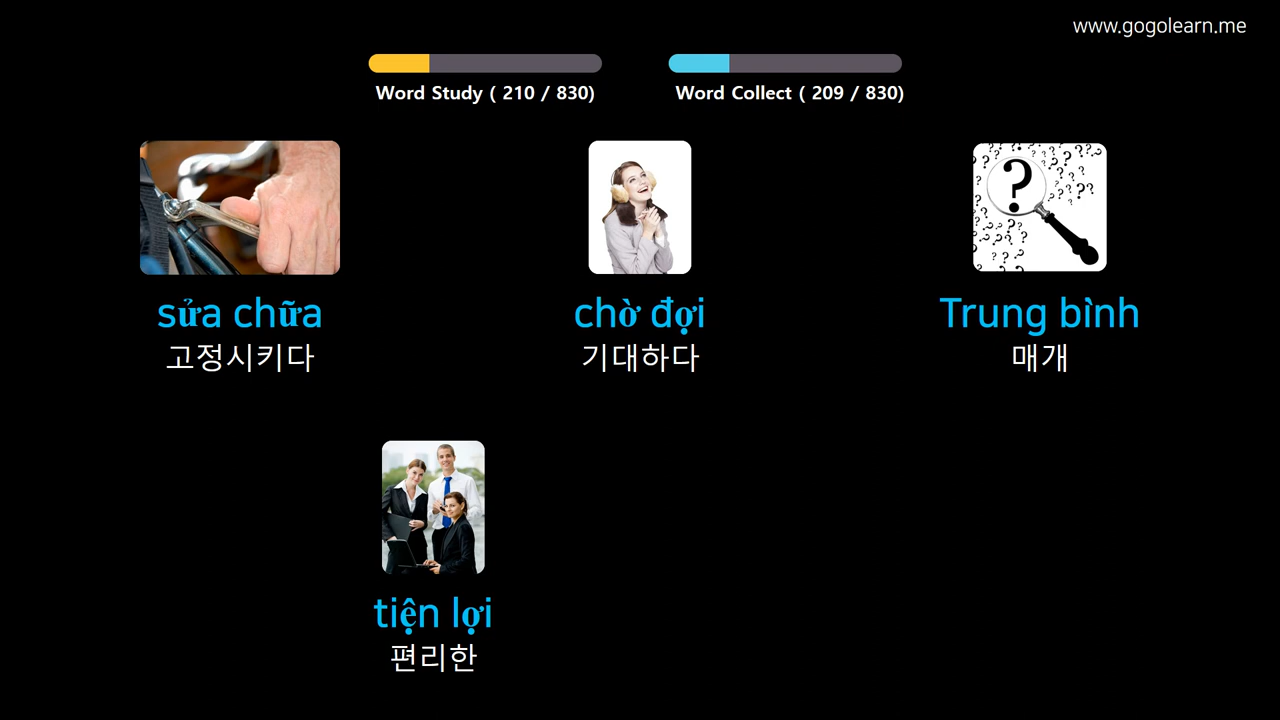 www.gogolearn.me
Word Study ( 210 / 830)
Word Collect ( 209 / 830)
sửa chữa
고정시키다
chờ đợi
기대하다
Trung bình
매개
tiện lợi
편리한